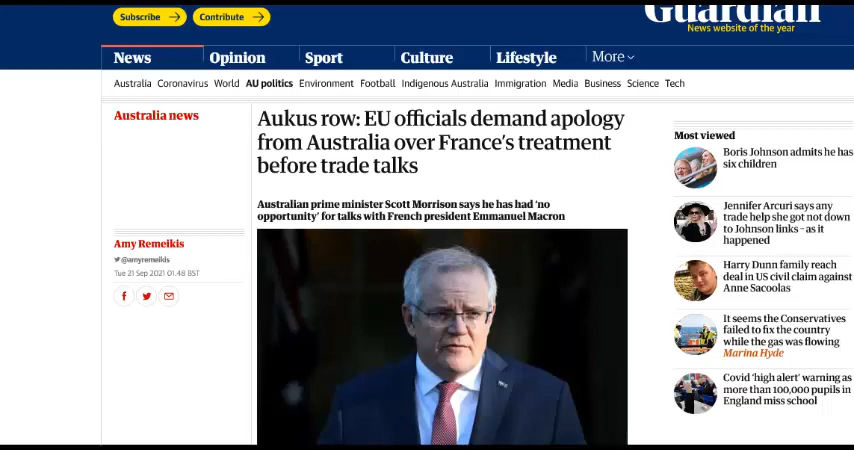 Subscribe →
Contribute →
Guardian
News website of the year
News
Opinion
Sport
Culture
Lifestyle
More
Australia Coronavirus World AU politics Environment Football Indigenous Australia Immigration Media Business Science Tech
Australia news
Aukus row: EU officials demand apology
from Australia over France's treatment
before trade talks
Australian prime minister Scott Morrison says he has had 'no
opportunity' for talks with French president Emmanuel Macron
Amy Remeikis
@amyremeikis
Tue 21 Sep 2021 01.48 BST
Most viewed
Boris Johnson admits he has
six children
Jennifer Arcuri says any
trade help she got not down
to Johnson links – as it
happened
Harry Dunn family reach
deal in US civil claim against
Anne Sacoolas
It seems the Conservatives
failed to fix the country
while the gas was flowing
Marina Hyde
Covid 'high alert' warning as
more than 100,000 pupils in
England miss school